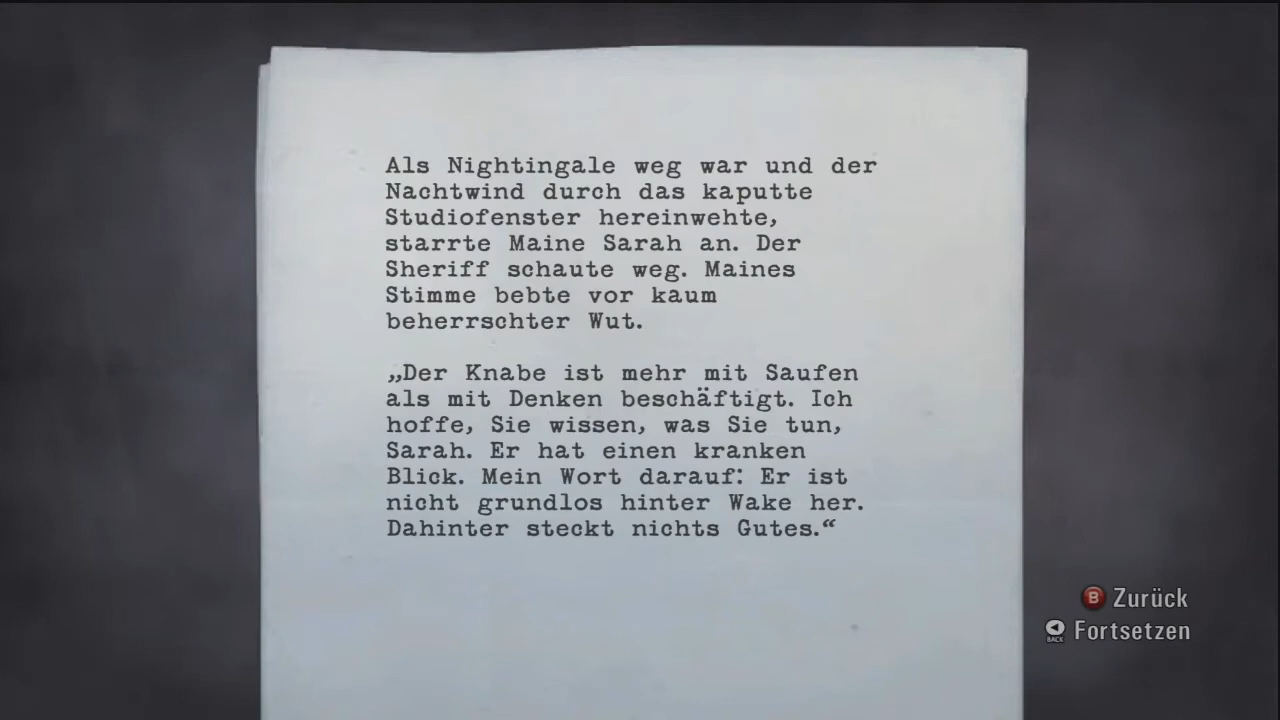 Als Nightingale weg war und der
Nachtwind durch das kaputte
Studiofenster hereinwehte,
starrte Maine Sarah an. Der
Sheriff schaute weg. Maines
Stimme bebte vor kaum
beherrschter Wut.
„Der Knabe ist mehr mit Saufen
als mit Denken beschäftigt. Ich
hoffe, Sie wissen, was Sie tun,
Sarah. Er hat einen kranken
Blick. Mein Wort darauf: Er ist
nicht grundlos hinter Wake her.
Dahinter steckt nichts Gutes.“
B Zurück
BACK Fortsetzen